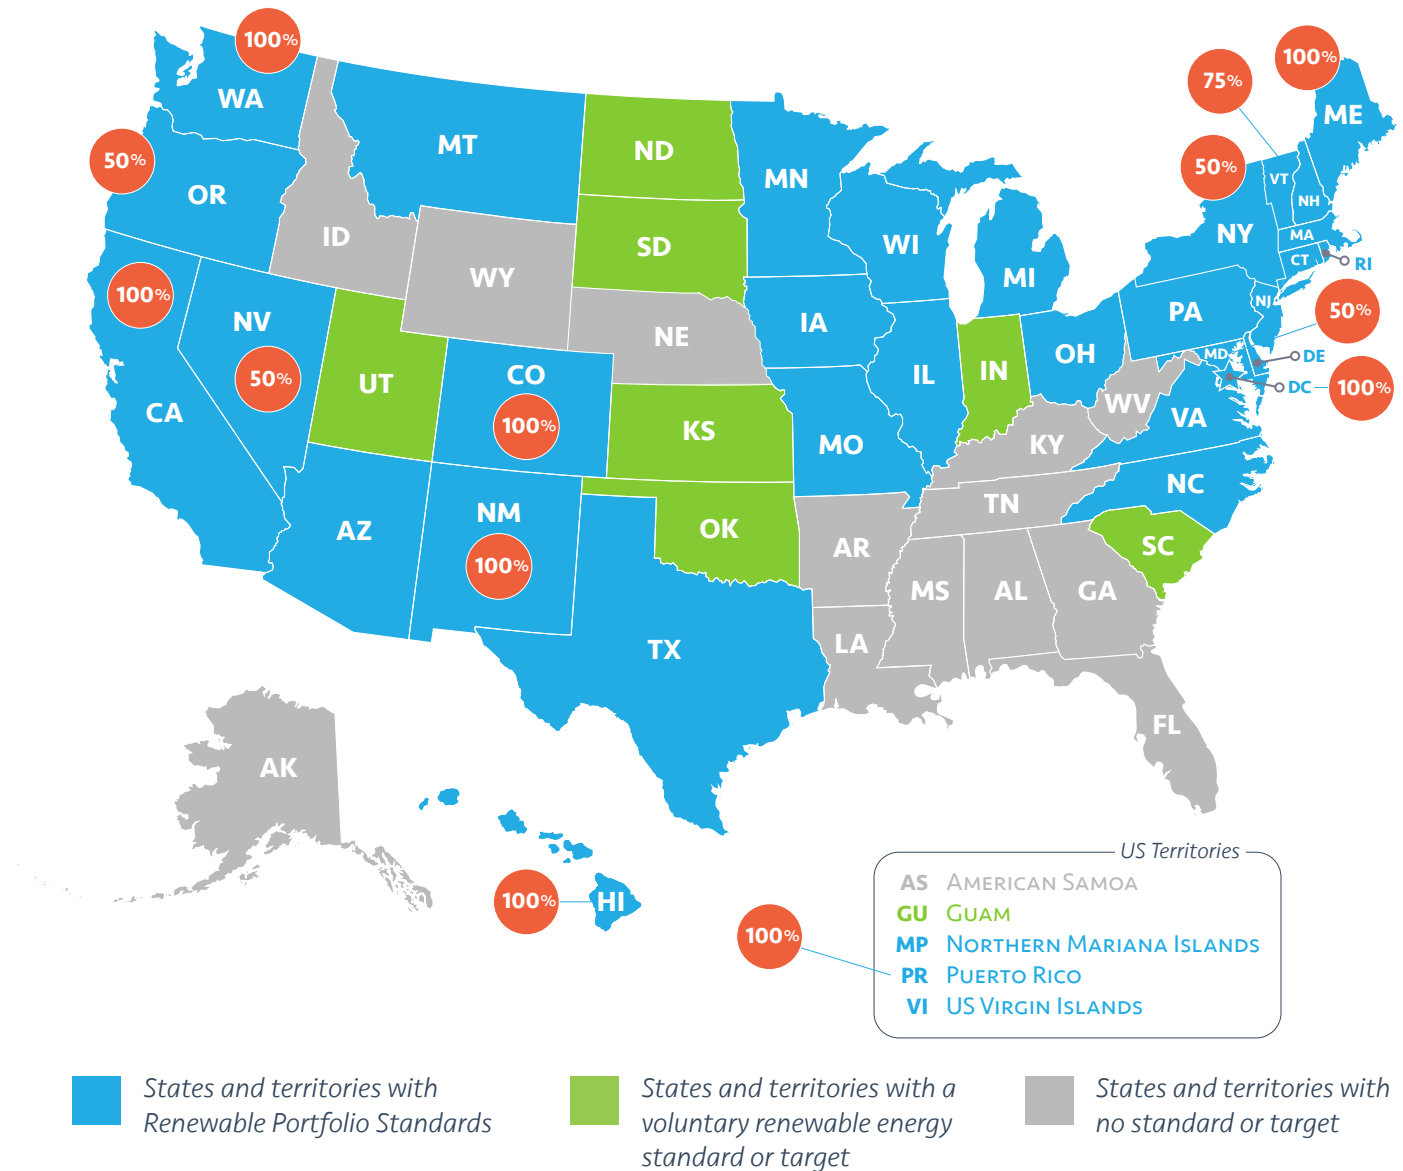 100%
WA
100%
75%
ME
50%
MT
ND
MN
50%
VT
OR
NH
ID
SD
WI
NY
MA
CT
RI
WY
MI
100%
NV
NE
IA
PA
NJ
50%
50%
UT
CO
IL
IN
OH
MD
DE
DC
100%
CA
100%
KS
MO
KY
WV
VA
NM
AZ
OK
TN
NC
100%
AR
SC
MS
AL
GA
TX
LA
FL
AK
100%
HI
100%
US Territories
AS AMERICAN SAMOA
GU GUAM
MP NORTHERN MARIANA ISLANDS
PR PUERTO RICO
VI US VIRGIN ISLANDS
States and territories with
Renewable Portfolio Standards
States and territories with a
voluntary renewable energy
standard or target
States and territories with
no standard or target